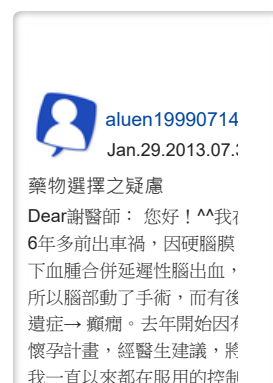 aluen19990714
Jan.29.2013.07.
藥物選擇之疑慮
Dear謝醫師： 您好！^^我
6年多前出車禍，因硬腦膜
下血腫合併延遲性腦出血，
所以腦部動了手術，而有後
遺症→ 癲癇。去年開始因
懷孕計畫，經醫生建議，將
我一直以來都在服用的控制